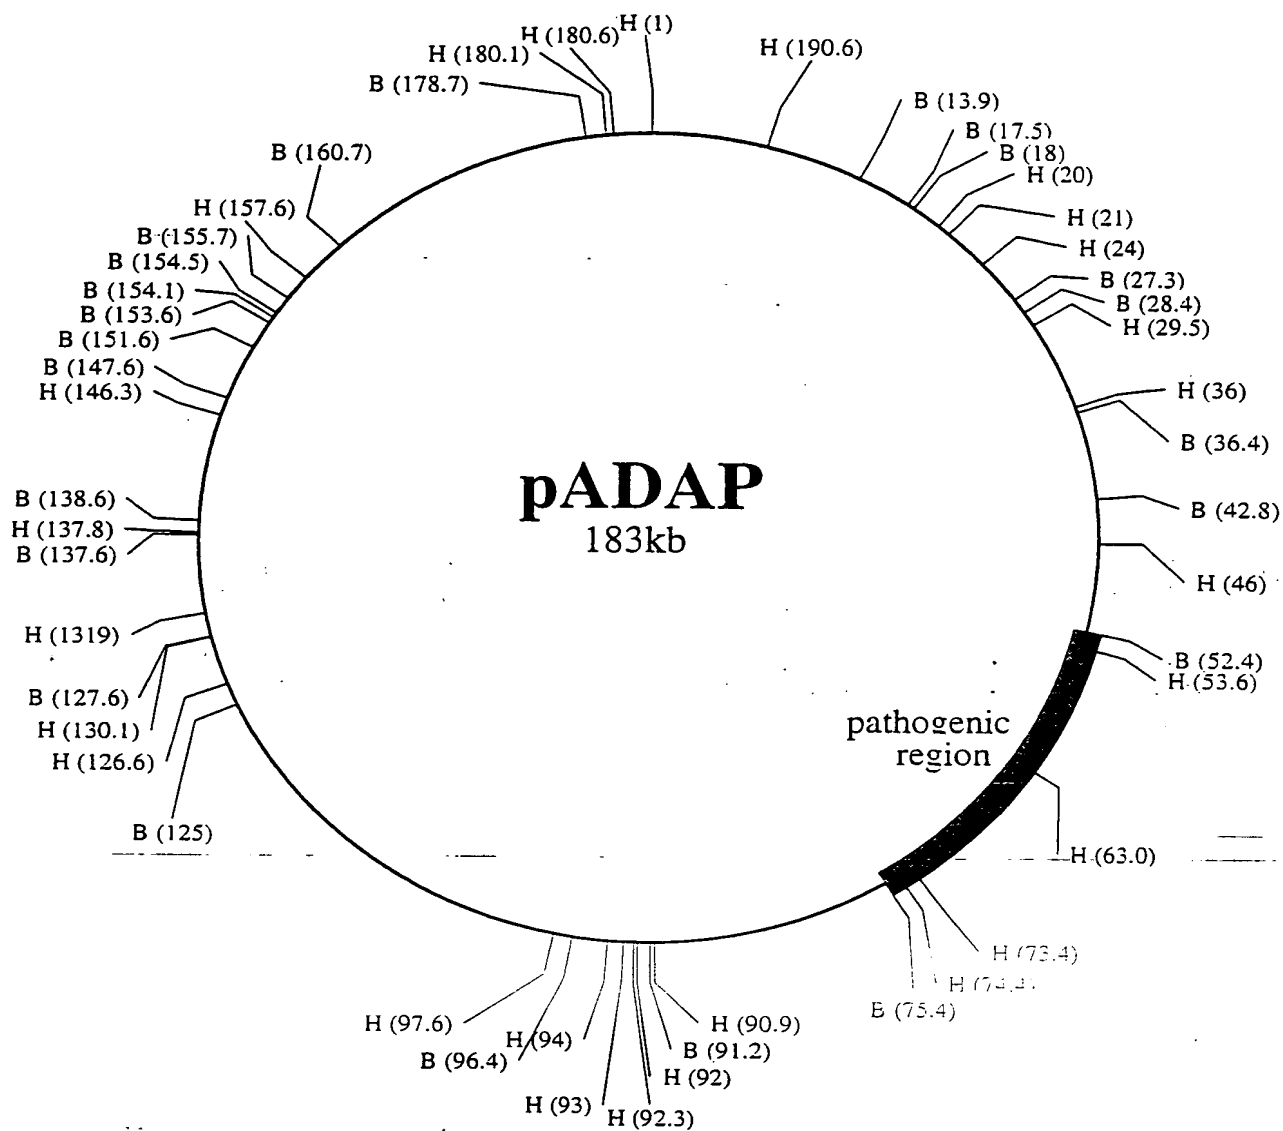 H (1)
H (190.6)
B (13.9)
B (17.5)
B (18)
H (20)
H (21)
H (24)
B (27.3)
B (28.4)
H (29.5)
H (36)
B (36.4)
B (42.8)
H (46)
B (52.4)
H (53.6)
H (63.0)
H (73.4)
H (74.4)
B (75.4)
H (90.9)
B (91.2)
H (92)
H (92.3)
H (93)
H (94)
B (96.4)
H (97.6)
B (125)
H (126.6)
H (130.1)
B (127.6)
H (1319)
B (137.6)
H (137.8)
B (138.6)
H (146.3)
B (147.6)
B (151.6)
B (153.6)
B (154.1)
B (154.5)
B (155.7)
H (157.6)
B (160.7)
B (178.7)
H (180.1)
H (180.6)
pADAP
183kb
pathogenic
region